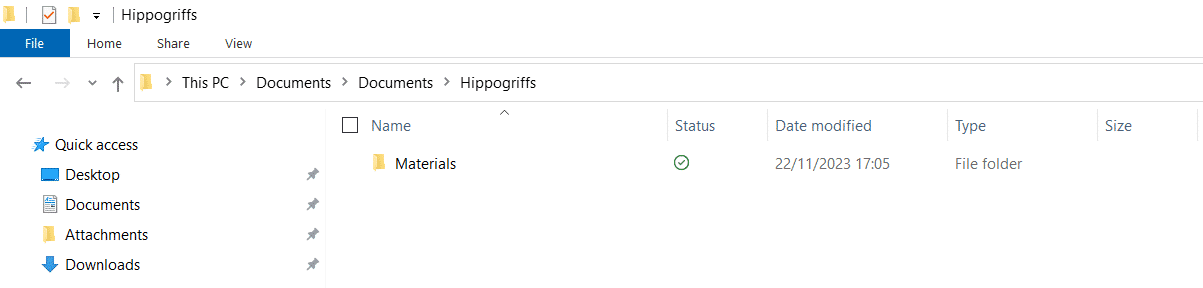 Hippogriffs
File Home Share View
This PC Documents Documents Hippogriffs
Name Status Date modified Type Size
Quick access
Materials 22/11/2023 17:05 File folder
Desktop
Documents
Attachments
Downloads